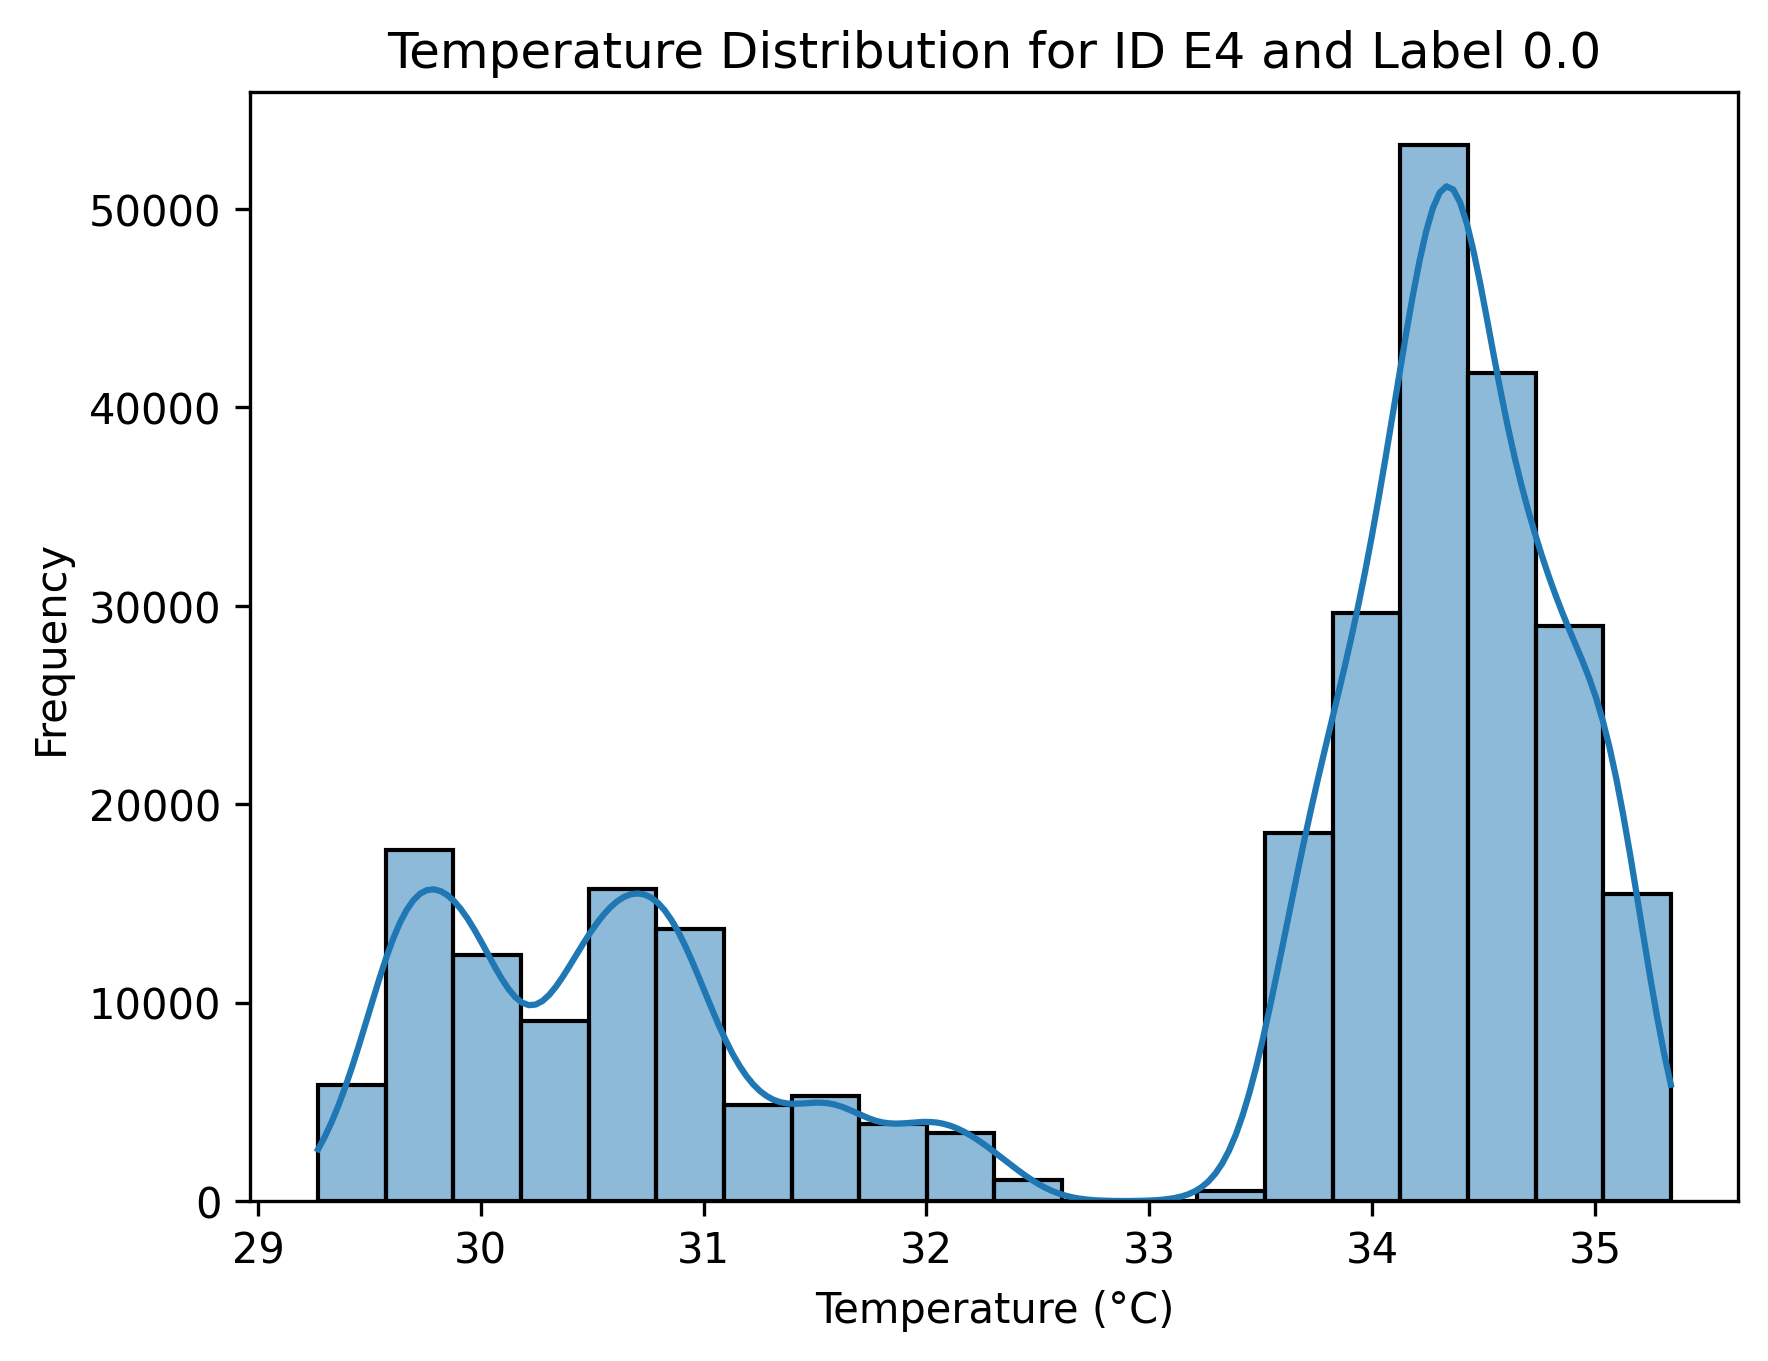 Temperature Distribution for ID E4 and Label 0.0
50000
40000
30000
20000
10000
0
Frequency
29 30 31 32 33 34 35
Temperature (°C)